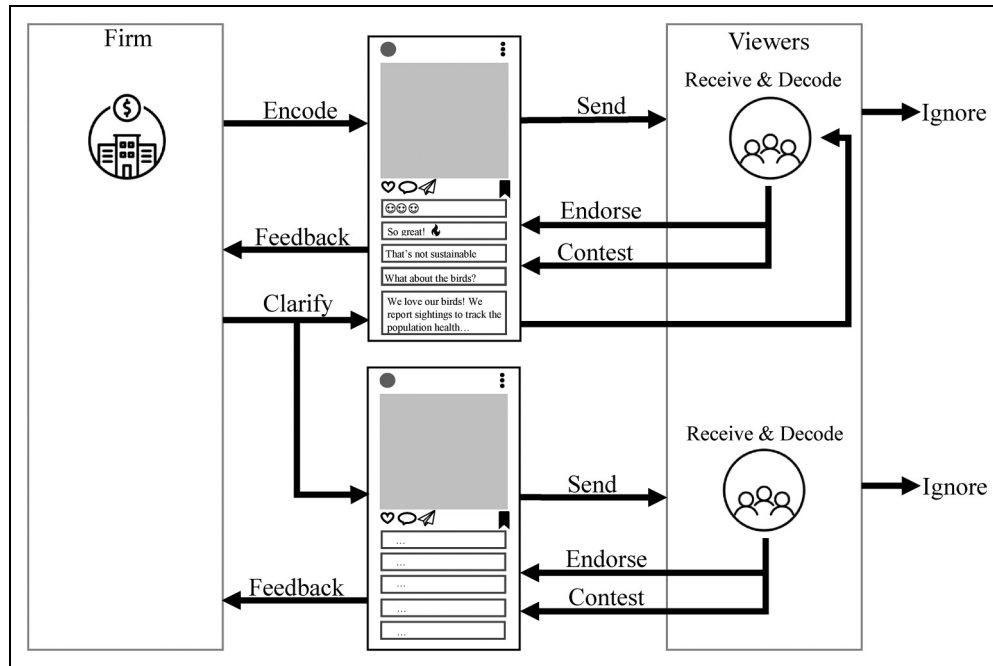 Firm
Viewers
Receive & Decode
$
Encode
Send
Ignore
☺☺☺
Endorse
So great! 🔥
Feedback
That's not sustainable
Contest
What about the birds?
Clarify
We love our birds! We
report sightings to track the
population health…
Receive & Decode
Send
Ignore
...
...
Endorse
...
Feedback
Contest
...
...